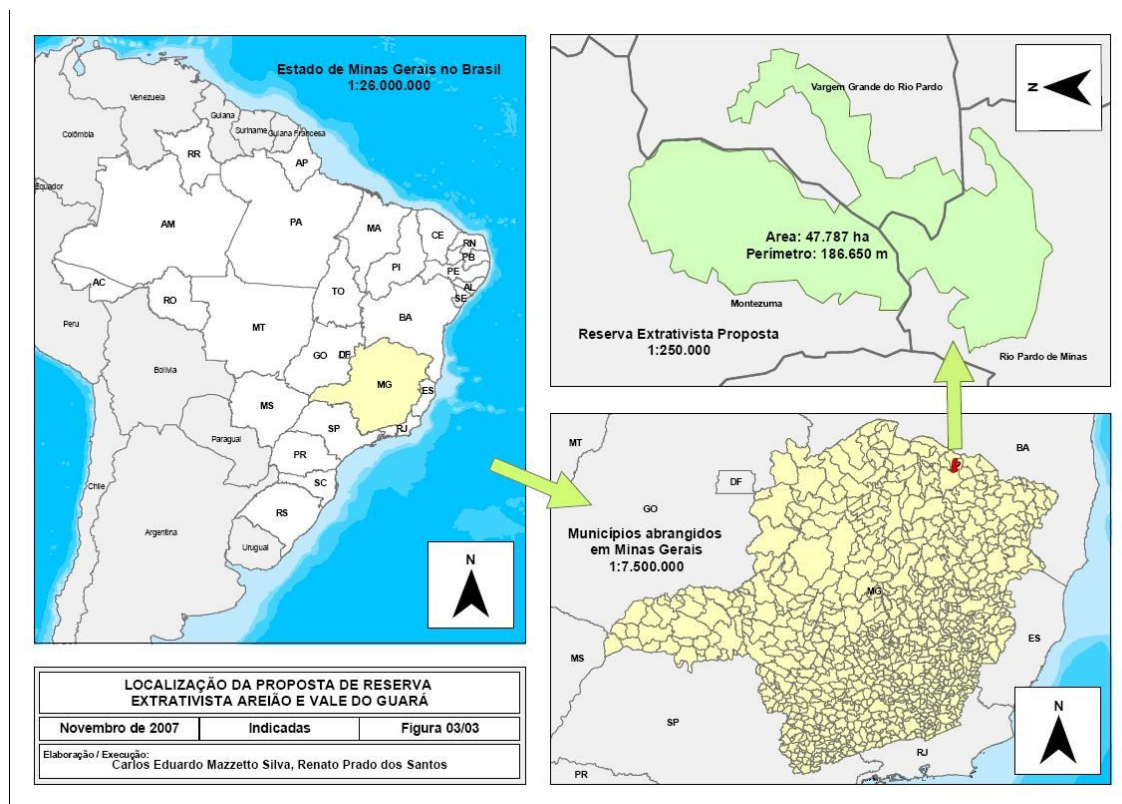 Estado de Minas Gerais no Brasil
1:26.000.000
Venezuela
Guiana
Suriname
Guiana Francesa
Colômbia
Equador
RR
AP
AM
PA
MA
CE
RN
PB
PE
AL
SE
PI
AC
RO
TO
BA
MT
GO
DF
MG
ES
MS
SP
RJ
PR
SC
RS
Peru
Bolívia
Paraguai
Chile
Argentina
Uruguai
N
Vargem Grande do Rio Pardo
N
Area: 47.787 ha
Perímetro: 186.650 m
Montezuma
Reserva Extrativista Proposta
1:250.000
Rio Pardo de Minas
MT
DF
BA
GO
Municípios abrangidos
em Minas Gerais
1:7.500.000
MG
ES
MS
SP
RJ
PR
N
LOCALIZAÇÃO DA PROPOSTA DE RESERVA
EXTRATIVISTA AREIÃO E VALE DO GUARÁ
Novembro de 2007
Indicadas
Figura 03/03
Elaboração / Execução:
Carlos Eduardo Mazzetto Silva, Renato Prado dos Santos